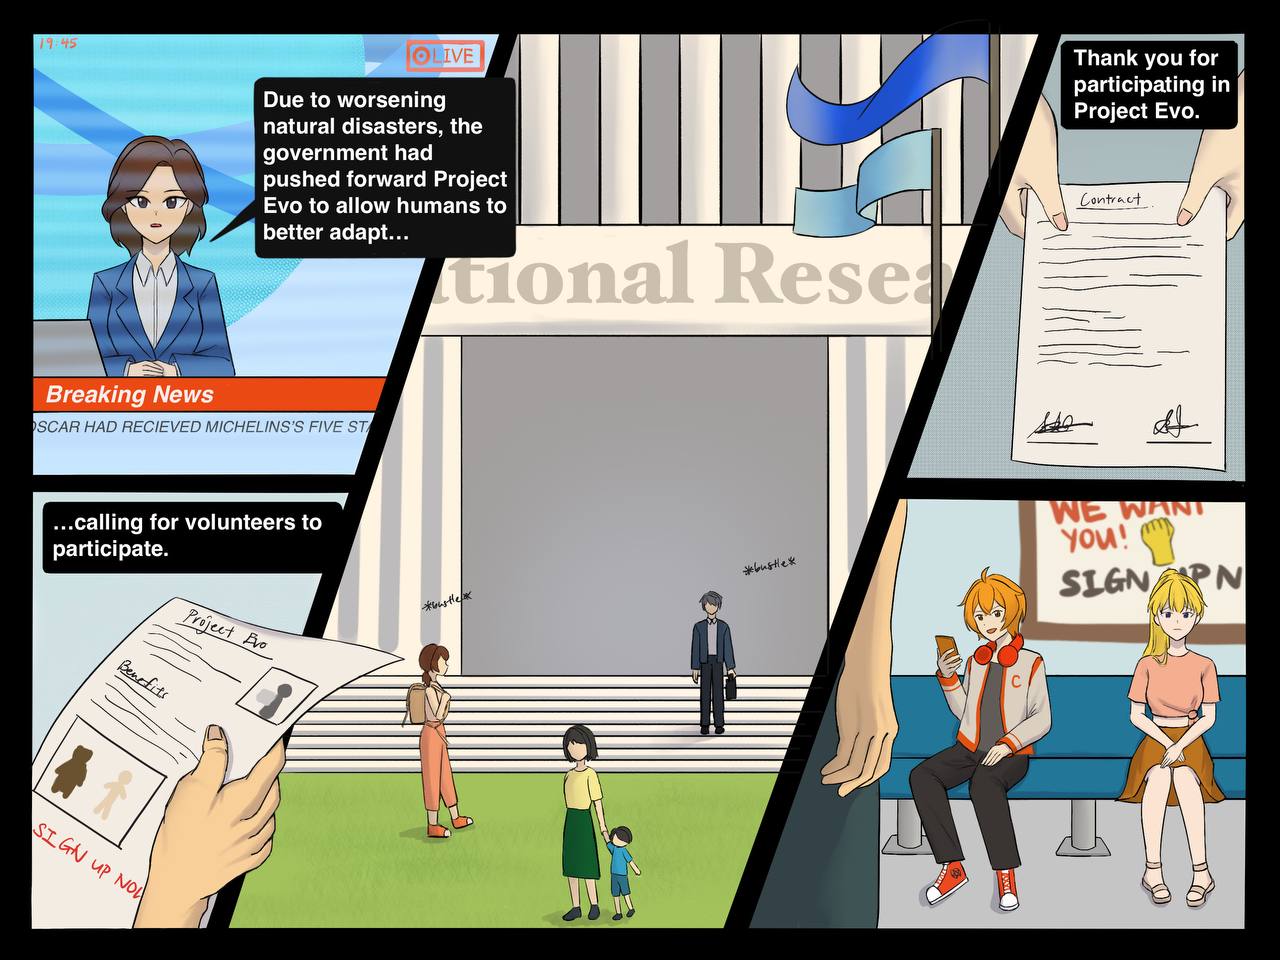 19:45
LIVE
Due to worsening
natural disasters, the
government had
pushed forward Project
Evo to allow humans to
better adapt...
Breaking News
OSCAR HAD RECIEVED MICHELINS'S FIVE STA
...calling for volunteers to
participate.
Project Evo
Benefits
SIGN UP NOW
tional Resea
*bustle*
*bustle*
Thank you for
participating in
Project Evo.
Contract
WE WANT
YOU!
SIGN UP N
C